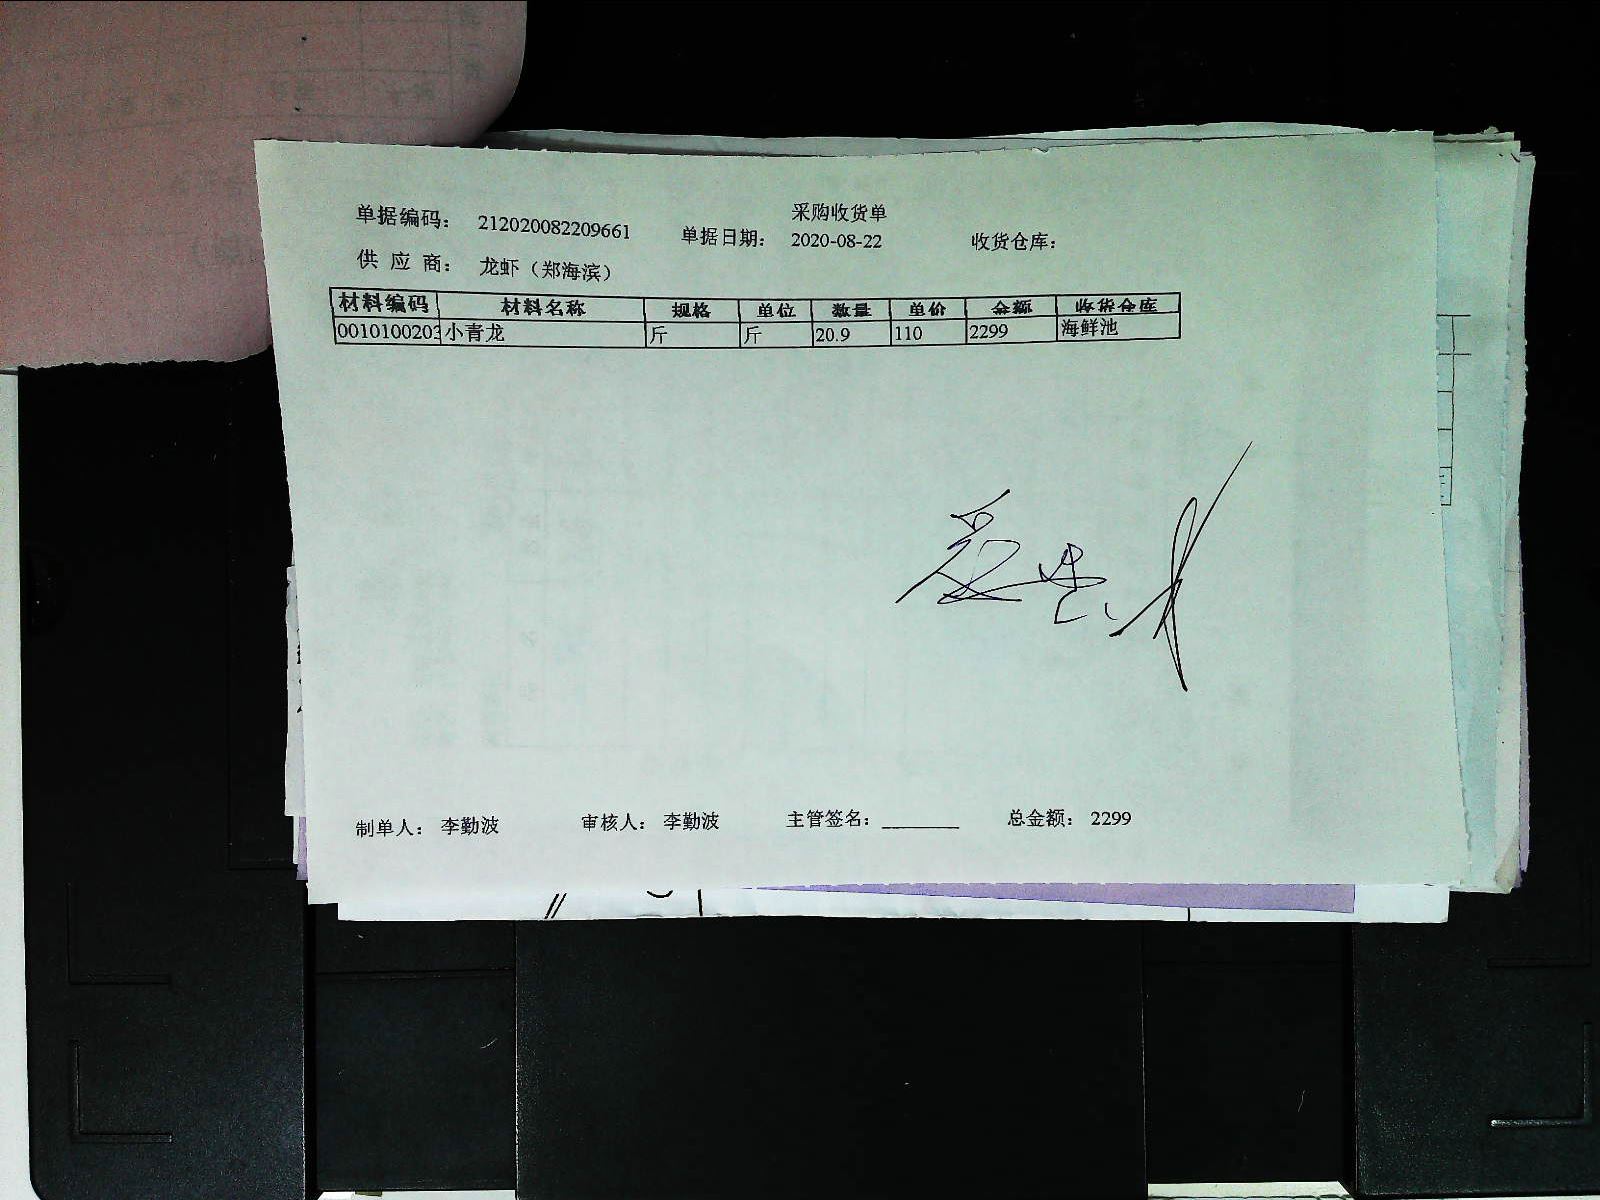 采购收货单
单据编码： 212020082209661 单据日期： 2020-08-22 收货仓库：
供 应 商： 龙虾（郑海滨）
材料编码 材料名称 规格 单位 数量 单价 金额 收货仓库
0010100203 小青龙 斤 斤 20.9 110 2299 海鲜池
制单人： 李勤波 审核人： 李勤波 主管签名：________ 总金额： 2299